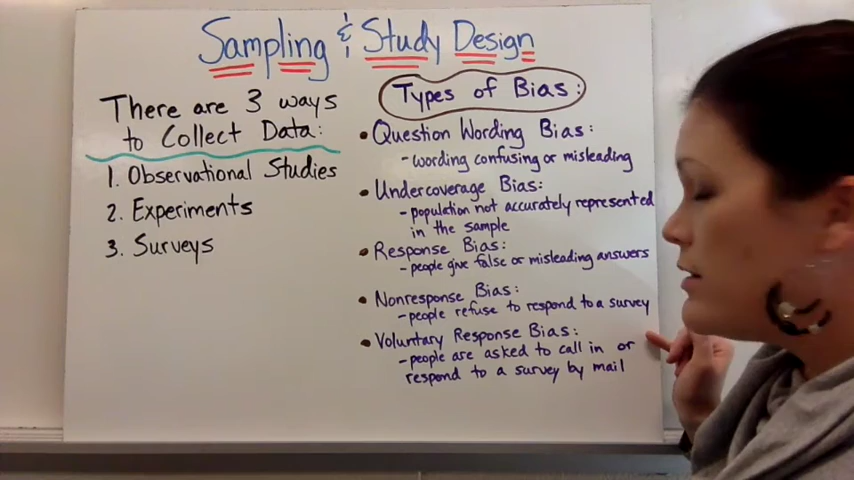 Sampling & Study Design
There are 3 ways
to Collect Data:
1. Observational Studies
2. Experiments
3. Surveys
Types of Bias:
• Question Wording Bias:
- wording confusing or misleading
• Undercoverage Bias:
- population not accurately represented
in the sample
• Response Bias:
- people give false or misleading answers
• Nonresponse Bias:
- people refuse to respond to a survey
• Voluntary Response Bias:
- people are asked to call in or
respond to a survey by mail